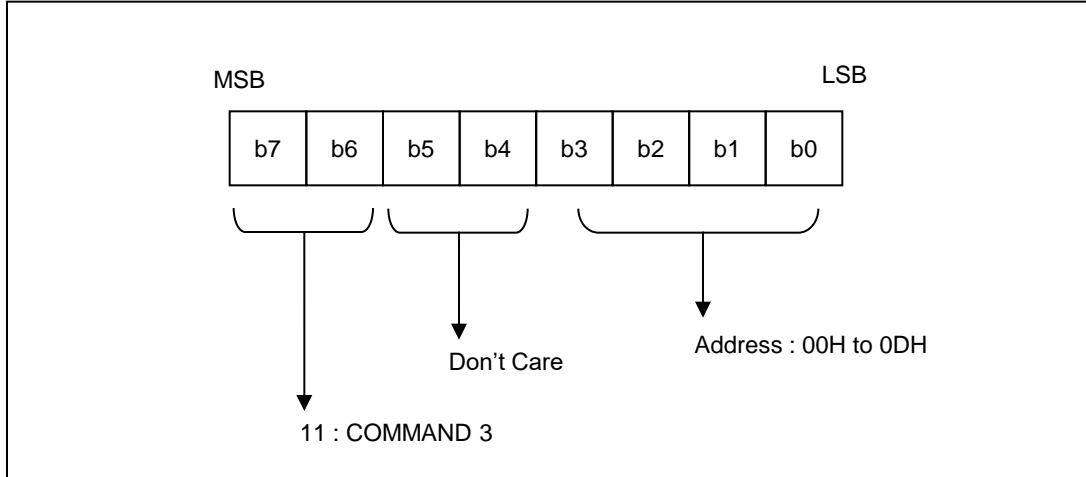 MSB
LSB
b7 b6 b5 b4 b3 b2 b1 b0
Address : 00H to 0DH
Don’t Care
11 : COMMAND 3